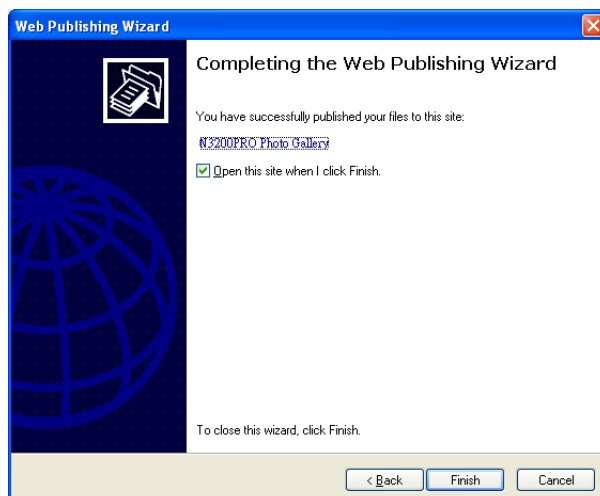 Web Publishing Wizard
Completing the Web Publishing Wizard
You have successfully published your files to this site:
N3200PRO Photo Gallery
Open this site when I click Finish.
To close this wizard, click Finish.
< Back
Finish
Cancel